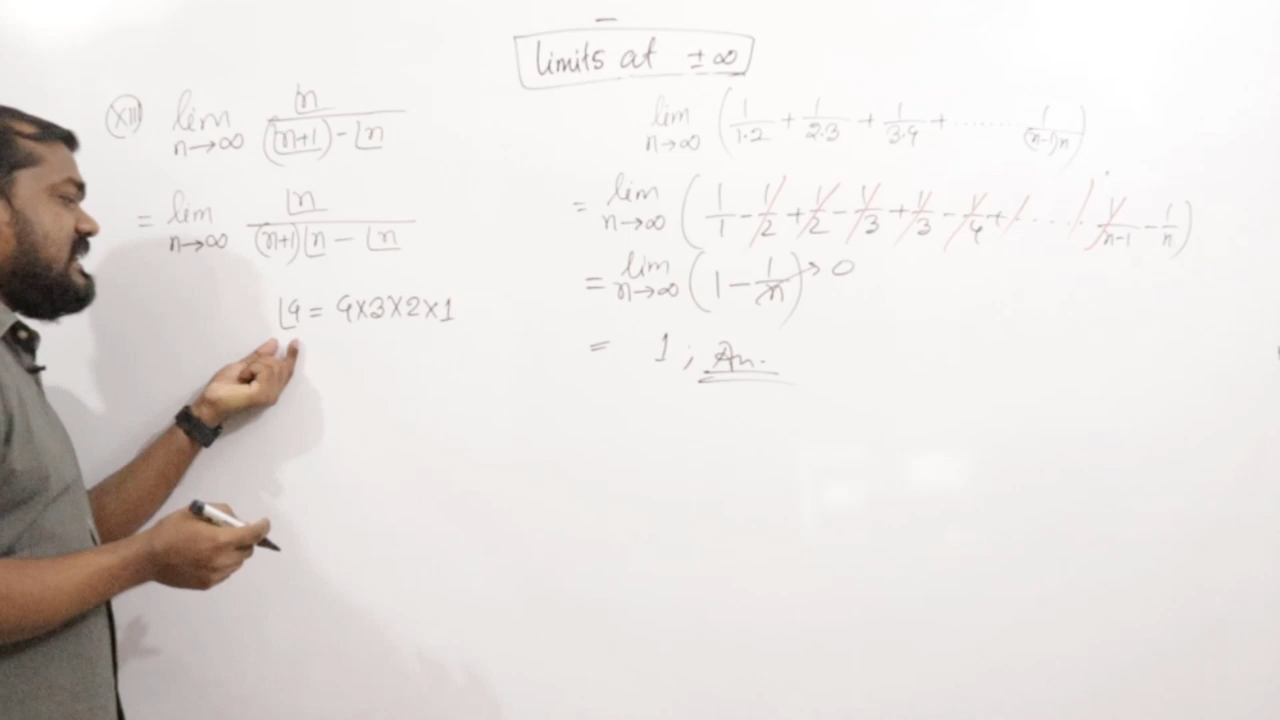 Limits at ±∞
(XII) lim n→∞ ⌊n / (⌊n+1) - ⌊n
= lim n→∞ ⌊n / (n+1)⌊n - ⌊n
⌊4 = 4×3×2×1
lim n→∞ (1/1·2 + 1/2·3 + 1/3·4 + ........ 1/(n-1)n)
= lim n→∞ (1/1 - 1/2 + 1/2 - 1/3 + 1/3 - 1/4 + ..... 1/n-1 - 1/n)
= lim n→∞ (1 - 1/n) → 0
= 1 ; An.